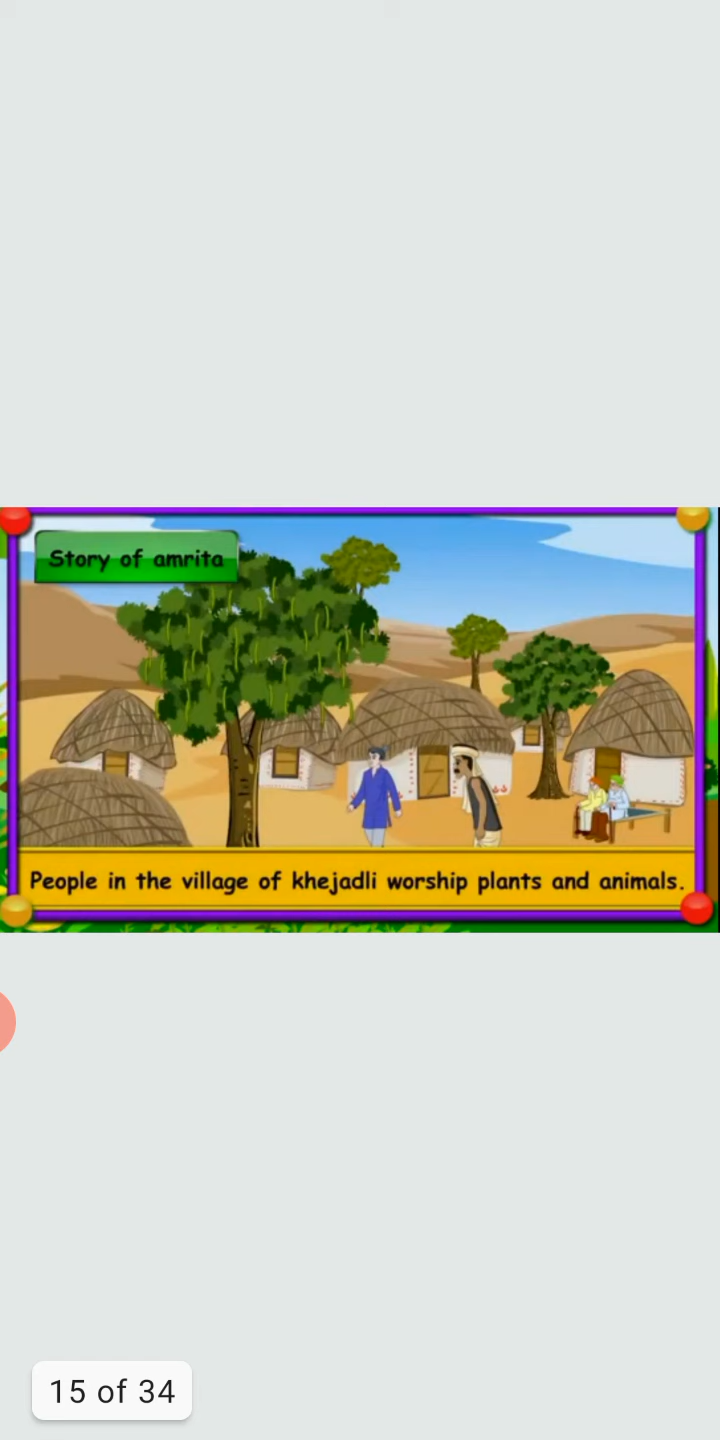 Story of amrita
People in the village of khejadli worship plants and animals.
15 of 34